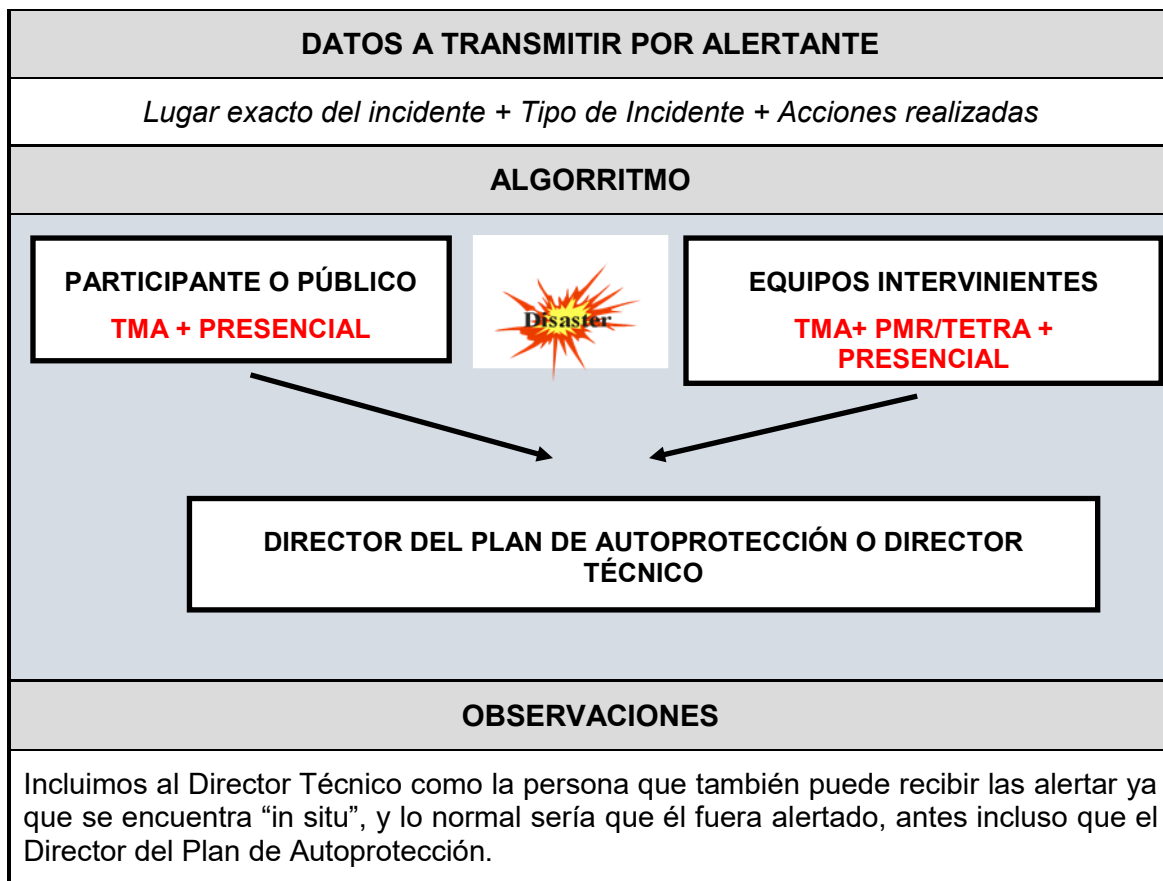 DATOS A TRANSMITIR POR ALERTANTE
Lugar exacto del incidente + Tipo de Incidente + Acciones realizadas
ALGORRITMO
PARTICIPANTE O PÚBLICO
TMA + PRESENCIAL
Disaster
EQUIPOS INTERVINIENTES
TMA+ PMR/TETRA +
PRESENCIAL
DIRECTOR DEL PLAN DE AUTOPROTECCIÓN O DIRECTOR
TÉCNICO
OBSERVACIONES
Incluimos al Director Técnico como la persona que también puede recibir las alertar ya
que se encuentra “in situ”, y lo normal sería que él fuera alertado, antes incluso que el
Director del Plan de Autoprotección.